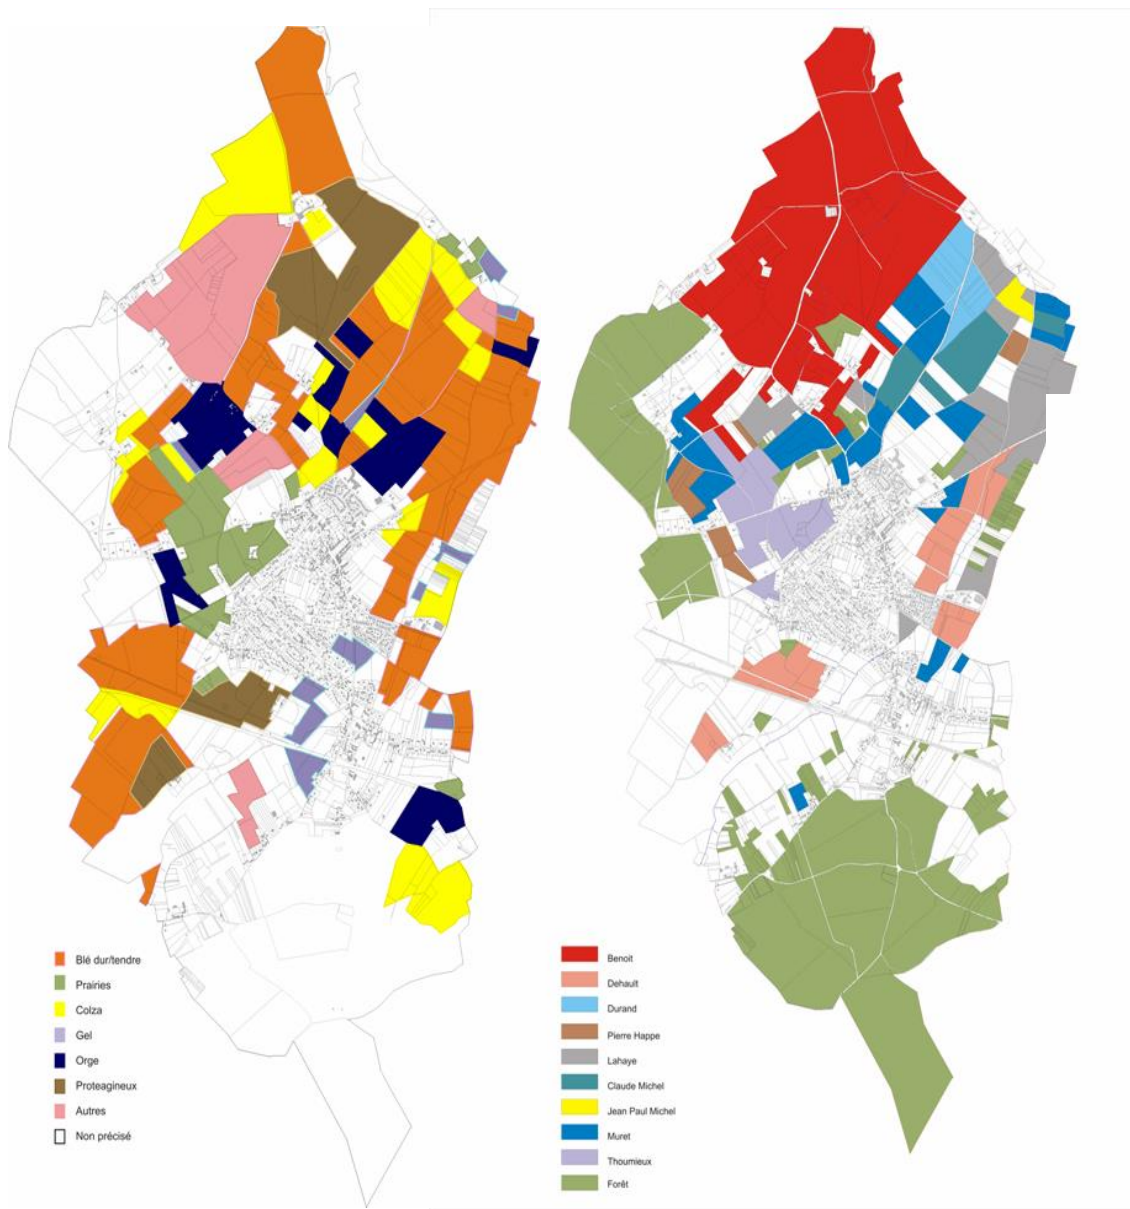 Blé dur/tendre
Prairies
Colza
Gel
Orge
Proteagineux
Autres
Non précisé
Benoit
Dehault
Durand
Pierre Happe
Lahaye
Claude Michel
Jean Paul Michel
Muret
Thoumieux
Forêt